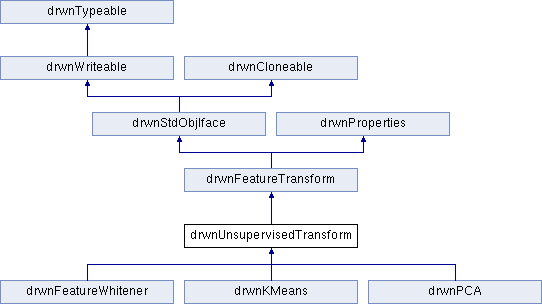 drwnTypeable
drwnWriteable
drwnCloneable
drwnStdObjIface
drwnProperties
drwnFeatureTransform
drwnUnsupervisedTransform
drwnFeatureWhitener
drwnKMeans
drwnPCA